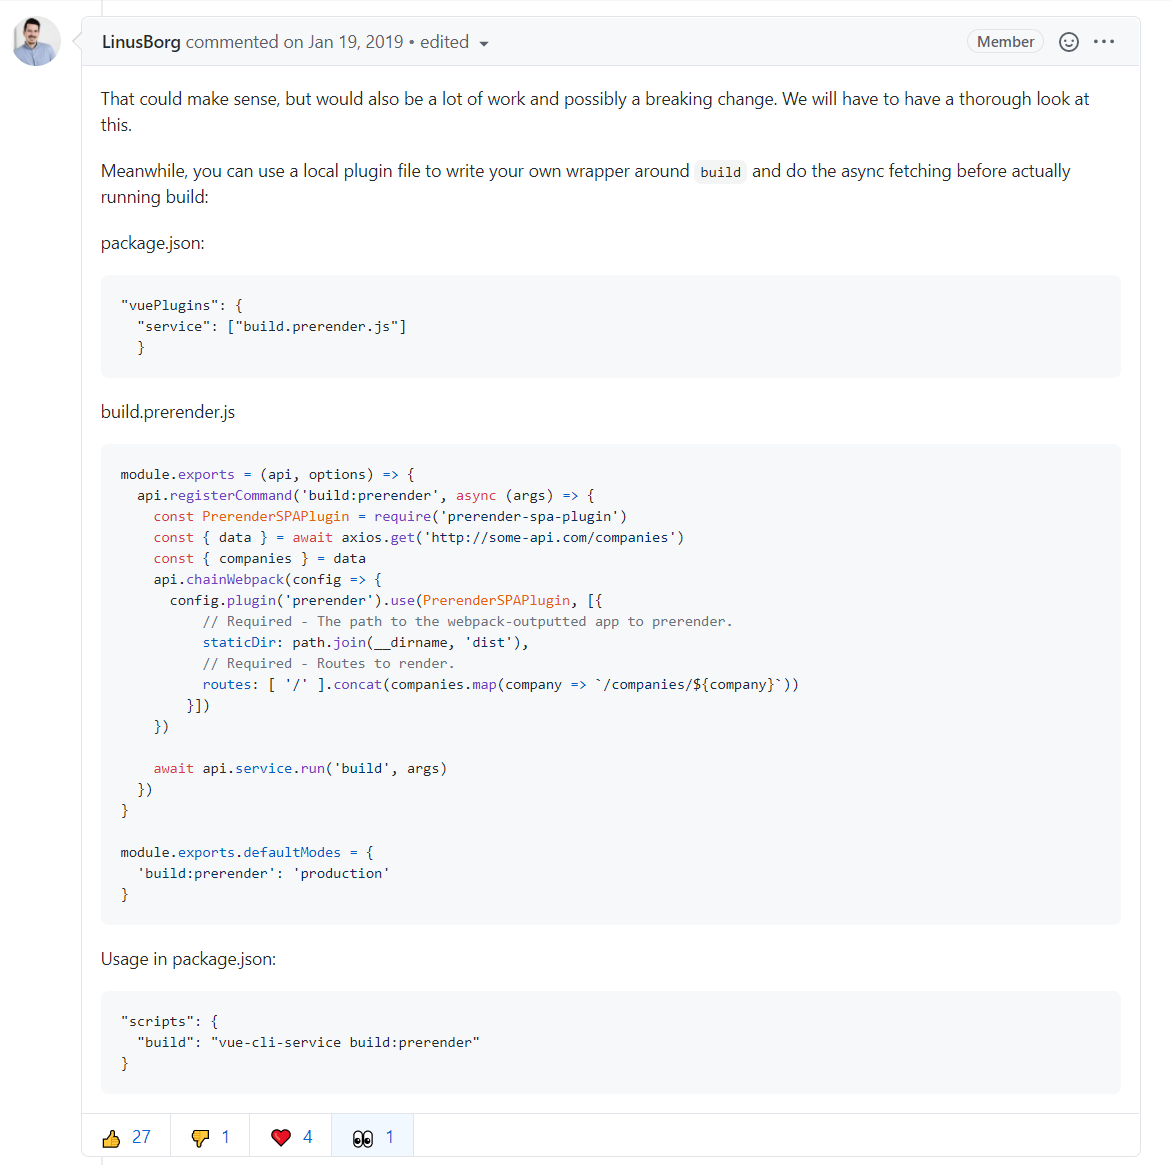 LinusBorg commented on Jan 19, 2019 • edited
Member
That could make sense, but would also be a lot of work and possibly a breaking change. We will have to have a thorough look at
this.
Meanwhile, you can use a local plugin file to write your own wrapper around build and do the async fetching before actually
running build:
package.json:
"vuePlugins": {
  "service": ["build.prerender.js"]
  }
build.prerender.js
module.exports = (api, options) => {
  api.registerCommand('build:prerender', async (args) => {
    const PrerenderSPAPlugin = require('prerender-spa-plugin')
    const { data } = await axios.get('http://some-api.com/companies')
    const { companies } = data
    api.chainWebpack(config => {
      config.plugin('prerender').use(PrerenderSPAPlugin, [{
          // Required - The path to the webpack-outputted app to prerender.
          staticDir: path.join(__dirname, 'dist'),
          // Required - Routes to render.
          routes: [ '/' ].concat(companies.map(company => `/companies/${company}`))
        }])
    })
    await api.service.run('build', args)
  })
}
module.exports.defaultModes = {
  'build:prerender': 'production'
}
Usage in package.json:
"scripts": {
  "build": "vue-cli-service build:prerender"
}
👍 27 👎 1 ❤️ 4 👀 1